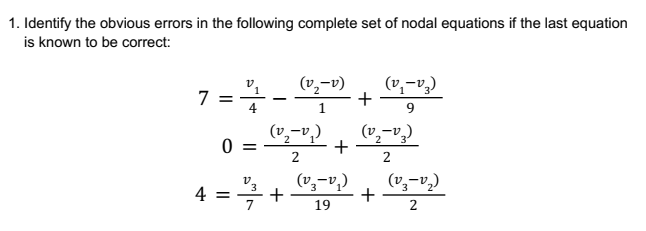 1. Identify the obvious errors in the following complete set of nodal equations if the last equation
is known to be correct:
7 = v₁/4 − (v₂−v)/1 + (v₁−v₃)/9
0 = (v₂−v₁)/2 + (v₂−v₃)/2
4 = v₃/7 + (v₃−v₁)/19 + (v₃−v₂)/2